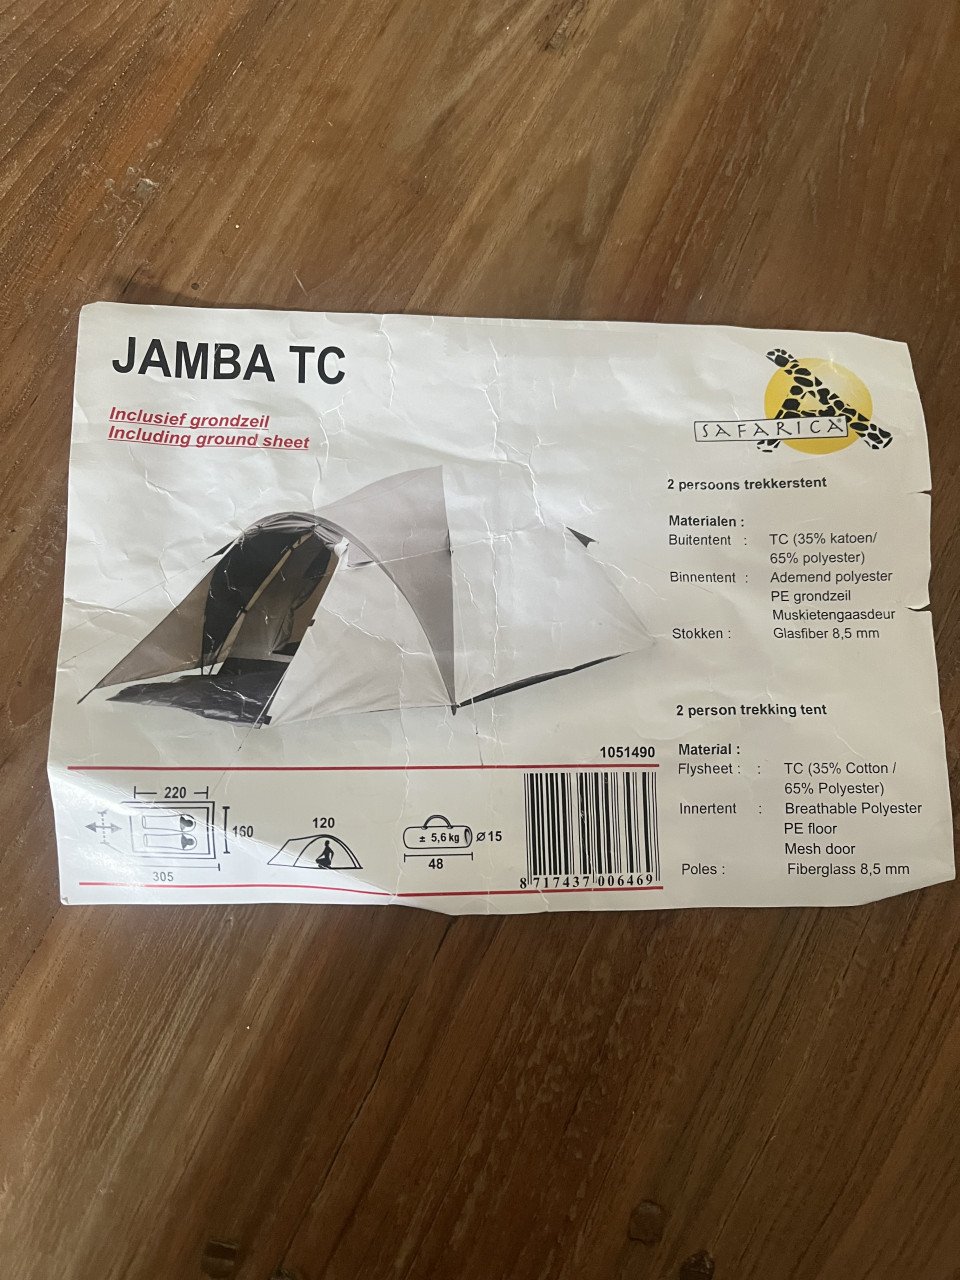 JAMBA TC
Inclusief grondzeil
Including ground sheet
SAFARICA®
2 persoons trekkerstent
Materialen :
Buitentent : TC (35% katoen/
65% polyester)
Binnentent : Ademend polyester
PE grondzeil
Muskietengaasdeur
Stokken : Glasfiber 8,5 mm
2 person trekking tent
Material :
Flysheet : : TC (35% Cotton /
65% Polyester)
Innertent : Breathable Polyester
PE floor
Mesh door
Poles : Fiberglass 8,5 mm
1051490
220
160
305
120
± 5,6 kg
Ø 15
48
8 717437 006469